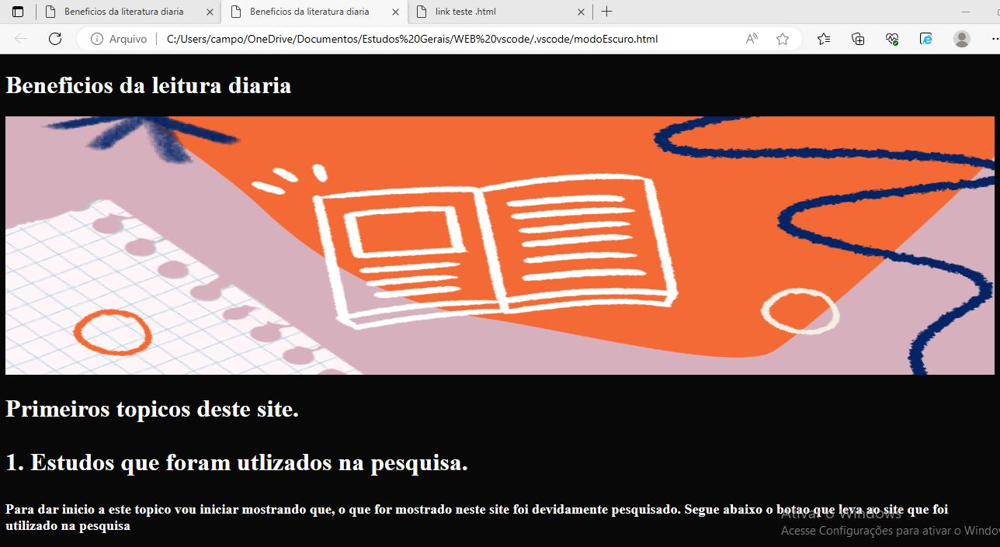 Beneficios da literatura diaria
Beneficios da literatura diaria
link teste .html
Arquivo
C:/Users/campo/OneDrive/Documentos/Estudos%20Gerais/WEB%20vscode/.vscode/modoEscuro.html
Beneficios da leitura diaria
Primeiros topicos deste site.
1. Estudos que foram utlizados na pesquisa.
Para dar inicio a este topico vou iniciar mostrando que, o que for mostrado neste site foi devidamente pesquisado. Segue abaixo o botao que leva ao site que foi
utilizado na pesquisa
Ativar o Windows
Acesse Configurações para ativar o Windo